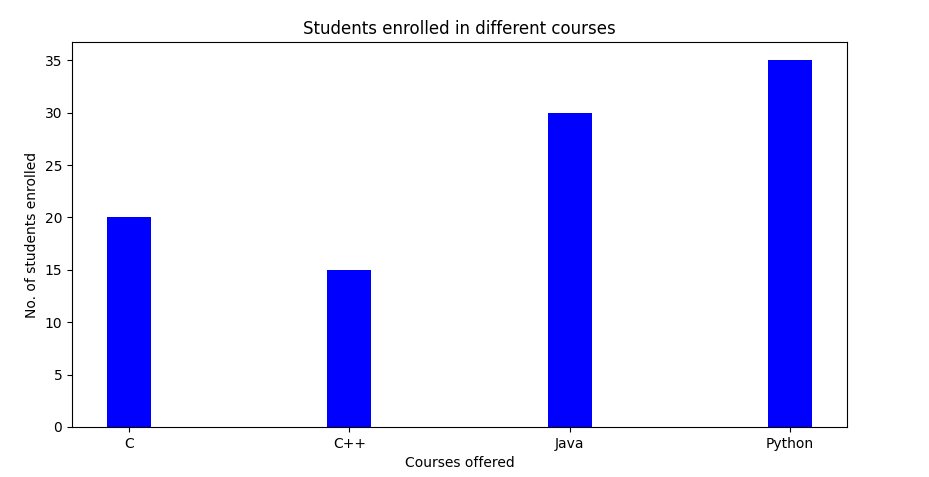 Students enrolled in different courses
No. of students enrolled
35
30
25
20
15
10
5
0
C C++ Java Python
Courses offered